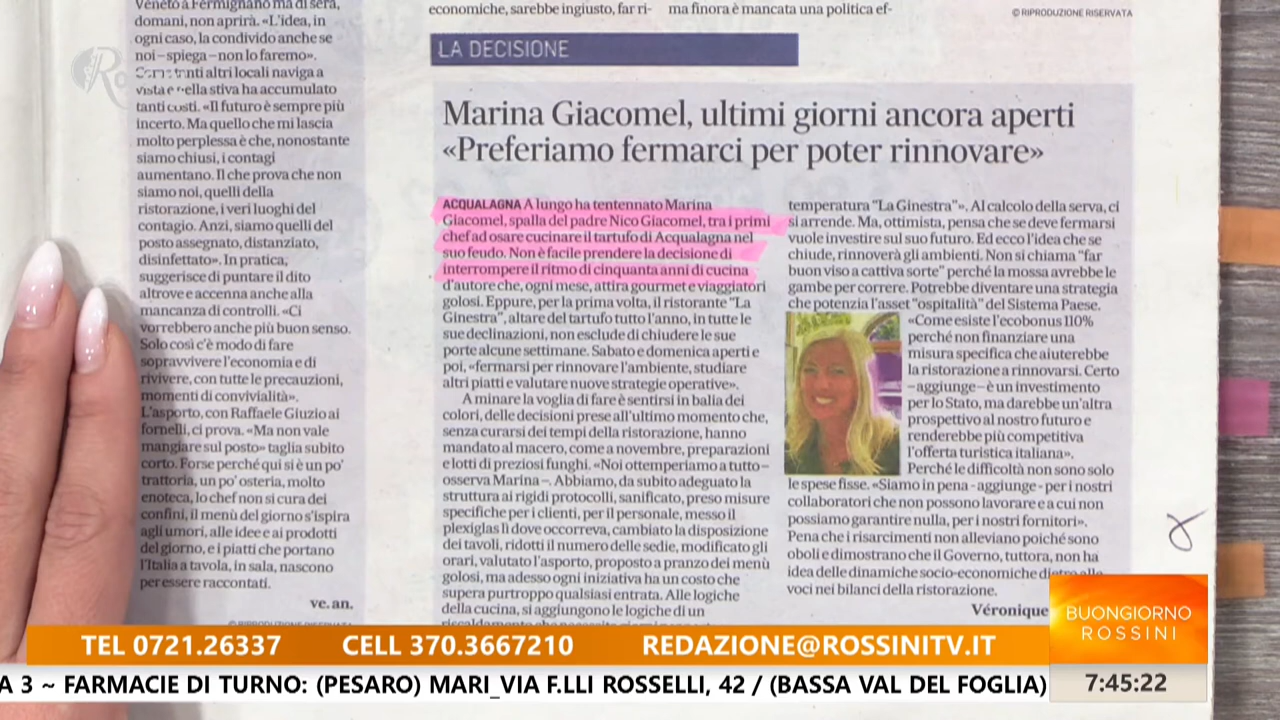 Veneto a Fermignano ma di sera,
domani, non aprirà. «L'idea, in
ogni caso, la condivido anche se
noi – spiega – non lo faremo».
altri locali naviga a
vista e nella stiva ha accumulato
tanti costi. «Il futuro è sempre più
incerto. Ma quello che mi lascia
molto perplessa è che, nonostante
siamo chiusi, i contagi
aumentano. Il che prova che non
siamo noi, quelli della
ristorazione, i veri luoghi del
contagio. Anzi, siamo quelli del
posto assegnato, distanziato,
disinfettato». In pratica,
suggerisce di puntare il dito
altrove e accenna anche alla
mancanza di controlli. «Ci
vorrebbero anche più buon senso.
Solo così c'è modo di fare
sopravvivere l'economia e di
rivivere, con tutte le precauzioni,
momenti di convivialità».
L'asporto, con Raffaele Giuzio ai
fornelli, ci prova. «Ma non vale
mangiare sul posto» taglia subito
corto. Forse perché qui si è un po'
trattoria, un po' osteria, molto
enoteca, lo chef non si cura dei
confini, il menù del giorno s'ispira
agli umori, alle idee e ai prodotti
del giorno, e i piatti che portano
l'Italia a tavola, in sala, nascono
per essere raccontati.
ve. an.
© RIPRODUZIONE RISERVATA
economiche, sarebbe ingiusto, far ri-
ma finora è mancata una politica ef-
© RIPRODUZIONE RISERVATA
LA DECISIONE
Marina Giacomel, ultimi giorni ancora aperti
«Preferiamo fermarci per poter rinnovare»
ACQUALAGNA A lungo ha tentennato Marina
Giacomel, spalla del padre Nico Giacomel, tra i primi
chef ad osare cucinare il tartufo di Acqualagna nel
suo feudo. Non è facile prendere la decisione di
interrompere il ritmo di cinquanta anni di cucina
d'autore che, ogni mese, attira gourmet e viaggiatori
golosi. Eppure, per la prima volta, il ristorante "La
Ginestra", altare del tartufo tutto l'anno, in tutte le
sue declinazioni, non esclude di chiudere le sue
porte alcune settimane. Sabato e domenica aperti e
poi, «fermarsi per rinnovare l'ambiente, studiare
altri piatti e valutare nuove strategie operative».
A minare la voglia di fare è sentirsi in balia dei
colori, delle decisioni prese all'ultimo momento che,
senza curarsi dei tempi della ristorazione, hanno
mandato al macero, come a novembre, preparazioni
e lotti di preziosi funghi. «Noi ottemperiamo a tutto –
osserva Marina –. Abbiamo, da subito adeguato la
struttura ai rigidi protocolli, sanificato, preso misure
specifiche per i clienti, per il personale, messo il
plexiglas lì dove occorreva, cambiato la disposizione
dei tavoli, ridotti il numero delle sedie, modificato gli
orari, valutato l'asporto, proposto a pranzo dei menù
golosi, ma adesso ogni iniziativa ha un costo che
supera purtroppo qualsiasi entrata. Alle logiche
della cucina, si aggiungono le logiche di un
temperatura "La Ginestra"». Al calcolo della serva, ci
si arrende. Ma, ottimista, pensa che se deve fermarsi
vuole investire sul suo futuro. Ed ecco l'idea che se
chiude, rinnoverà gli ambienti. Non si chiama "far
buon viso a cattiva sorte" perché la mossa avrebbe le
gambe per correre. Potrebbe diventare una strategia
che potenzia l'asset "ospitalità" del Sistema Paese.
«Come esiste l'ecobonus 110%
perché non finanziare una
misura specifica che aiuterebbe
la ristorazione a rinnovarsi. Certo
– aggiunge – è un investimento
per lo Stato, ma darebbe un'altra
prospettivo al nostro futuro e
renderebbe più competitiva
l'offerta turistica italiana».
Perché le difficoltà non sono solo
le spese fisse. «Siamo in pena - aggiunge - per i nostri
collaboratori che non possono lavorare e a cui non
possiamo garantire nulla, per i nostri fornitori».
Pena che i risarcimenti non alleviano poiché sono
oboli e dimostrano che il Governo, tuttora, non ha
idea delle dinamiche socio-economiche dietro alle
voci nei bilanci della ristorazione.
Véronique
TEL 0721.26337 CELL 370.3667210 REDAZIONE@ROSSINITV.IT
BUONGIORNO
ROSSINI
A 3 ~ FARMACIE DI TURNO: (PESARO) MARI_VIA F.LLI ROSSELLI, 42 / (BASSA VAL DEL FOGLIA)
7:45:22